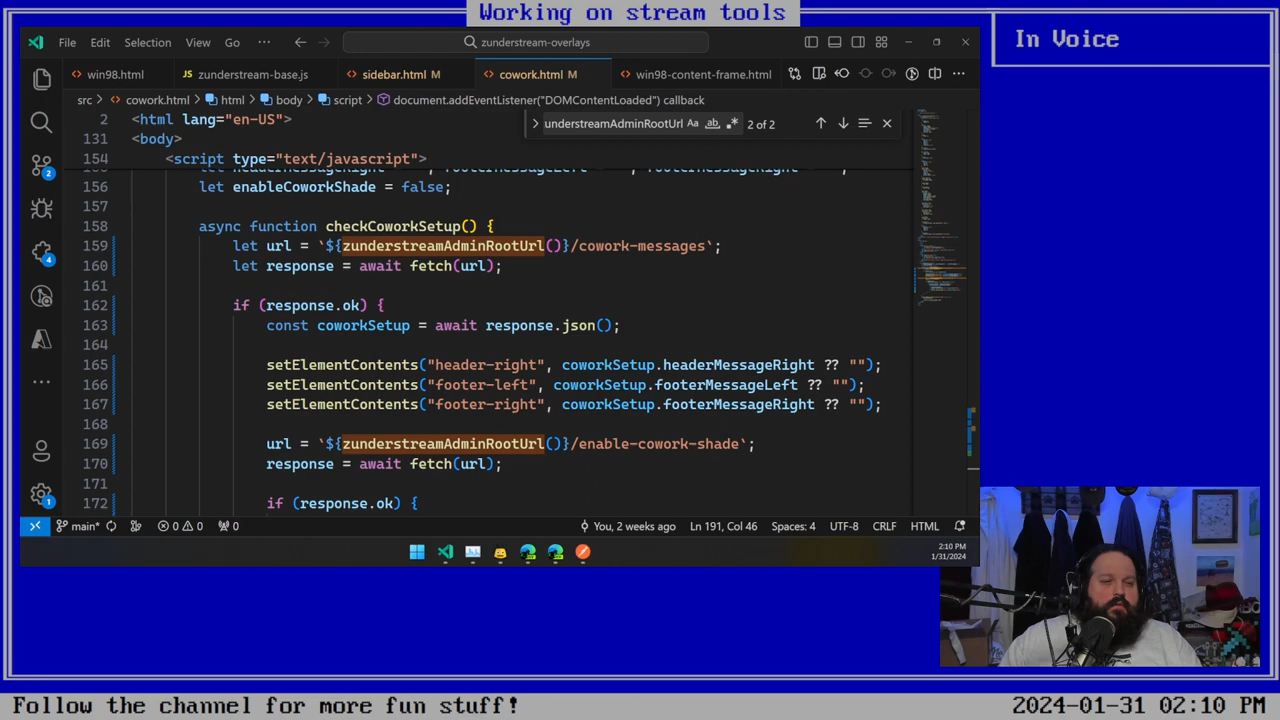 Working on stream tools
In Voice
File Edit Selection View Go ··· zunderstream-overlays
win98.html JS zunderstream-base.js sidebar.html M cowork.html M win98-content-frame.html
src > cowork.html > html > body > script > document.addEventListener("DOMContentLoaded") callback
understreamAdminRootUrl Aa ab 2 of 2
2 <html lang="en-US">
131 <body>
154 <script type="text/javascript">
156 let enableCoworkShade = false;
157
158 async function checkCoworkSetup() {
159 let url = `${zunderstreamAdminRootUrl()}/cowork-messages`;
160 let response = await fetch(url);
161
162 if (response.ok) {
163 const coworkSetup = await response.json();
164
165 setElementContents("header-right", coworkSetup.headerMessageRight ?? "");
166 setElementContents("footer-left", coworkSetup.footerMessageLeft ?? "");
167 setElementContents("footer-right", coworkSetup.footerMessageRight ?? "");
168
169 url = `${zunderstreamAdminRootUrl()}/enable-cowork-shade`;
170 response = await fetch(url);
171
172 if (response.ok) {
2
4
1
main* 0 0 0 You, 2 weeks ago Ln 191, Col 46 Spaces: 4 UTF-8 CRLF HTML
2:10 PM
1/31/2024
Follow the channel for more fun stuff! 2024-01-31 02:10 PM